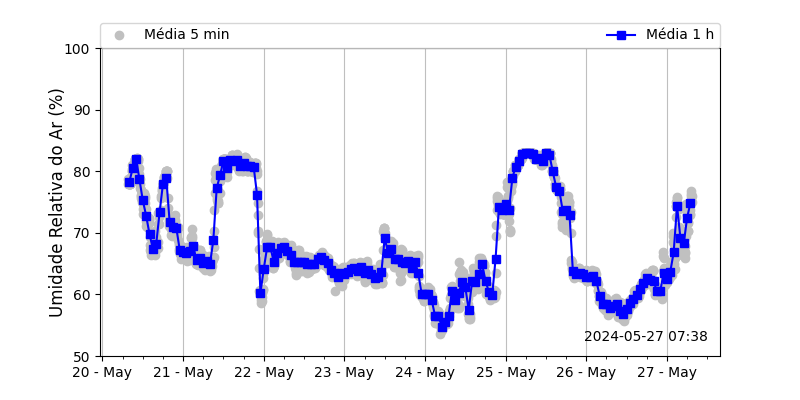 Média 5 min
Média 1 h
100
90
80
70
60
50
Umidade Relativa do Ar (%)
2024-05-27 07:38
20 - May
21 - May
22 - May
23 - May
24 - May
25 - May
26 - May
27 - May